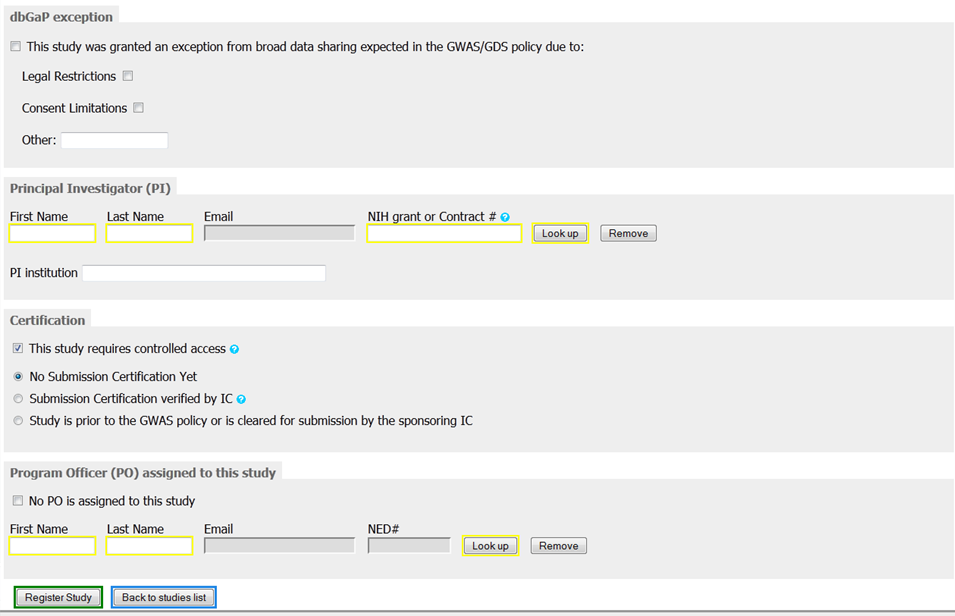 dbGaP exception
This study was granted an exception from broad data sharing expected in the GWAS/GDS policy due to:
Legal Restrictions
Consent Limitations
Other:
Principal Investigator (PI)
First Name Last Name Email NIH grant or Contract # ?
Look up Remove
PI institution
Certification
This study requires controlled access ?
No Submission Certification Yet
Submission Certification verified by IC ?
Study is prior to the GWAS policy or is cleared for submission by the sponsoring IC
Program Officer (PO) assigned to this study
No PO is assigned to this study
First Name Last Name Email NED#
Look up Remove
Register Study Back to studies list